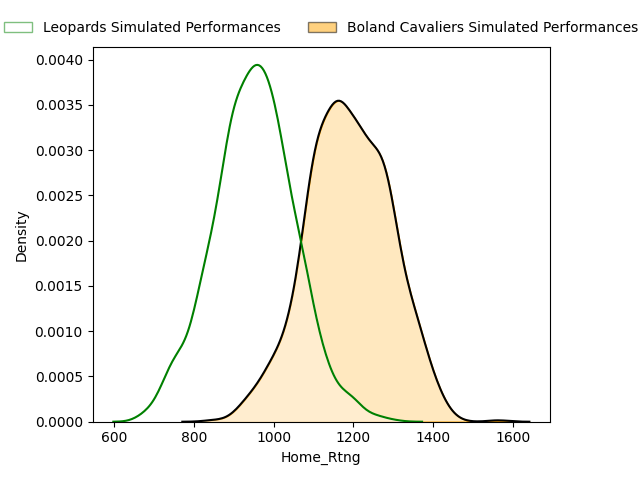 Leopards Simulated Performances
Boland Cavaliers Simulated Performances
0.0040
0.0035
0.0030
0.0025
0.0020
0.0015
0.0010
0.0005
0.0000
Density
600 800 1000 1200 1400 1600
Home_Rtng